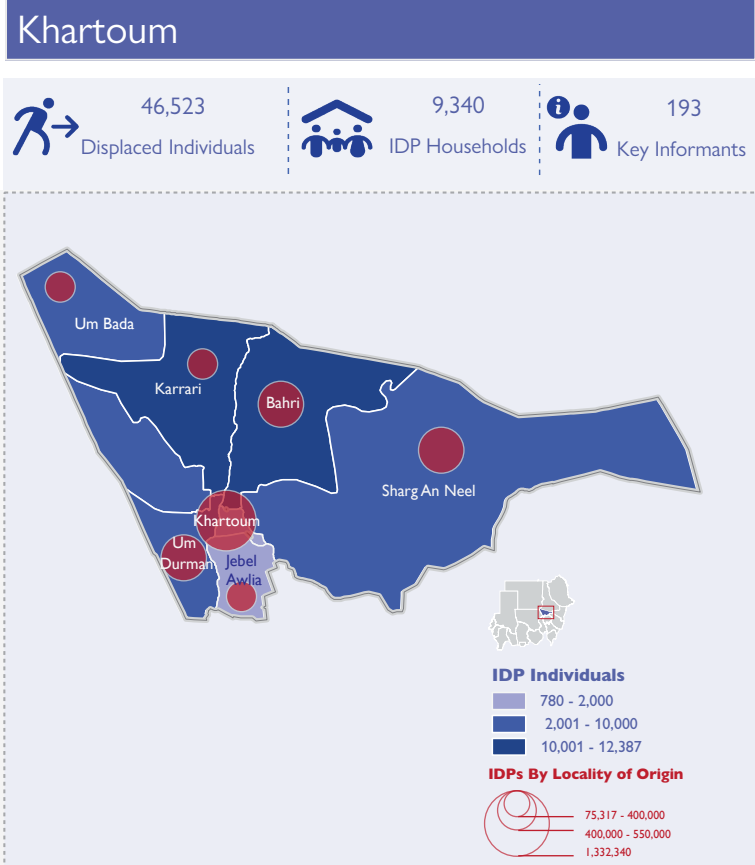 Khartoum
46,523
Displaced Individuals
9,340
IDP Households
193
Key Informants
i
Um Bada
Karrari
Bahri
Sharg An Neel
Khartoum
Um
Durman
Jebel
Awlia
IDP Individuals
780 - 2,000
2,001 - 10,000
10,001 - 12,387
IDPs By Locality of Origin
75,317 - 400,000
400,000 - 550,000
1,332,340